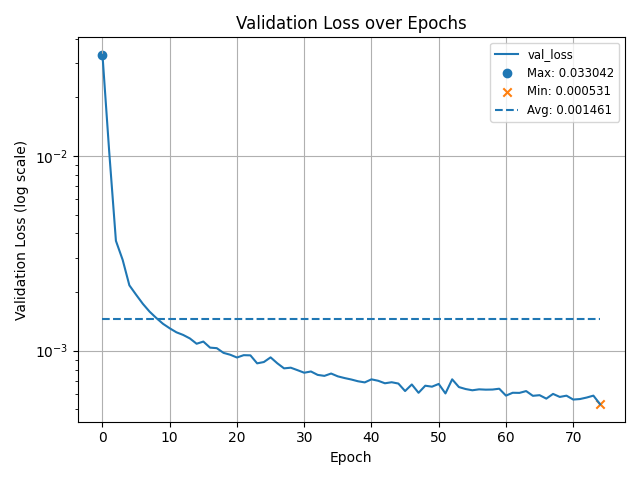 Validation Loss over Epochs
val_loss
Max: 0.033042
Min: 0.000531
Avg: 0.001461
Validation Loss (log scale)
10^-2
10^-3
0 10 20 30 40 50 60 70
Epoch